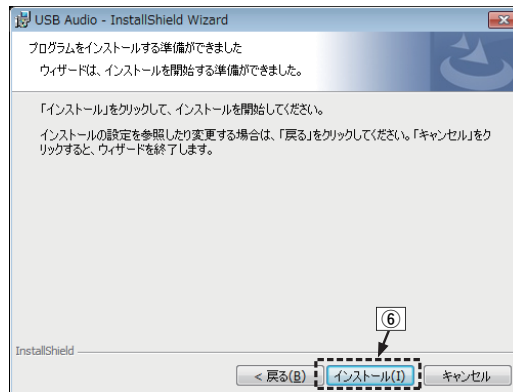 USB Audio - InstallShield Wizard
プログラムをインストールする準備ができました
ウィザードは、インストールを開始する準備ができました。
「インストール」をクリックして、インストールを開始してください。
インストールの設定を参照したり変更する場合は、「戻る」をクリックしてください。「キャンセル」をク
リックすると、ウィザードを終了します。
⑥
InstallShield
< 戻る(B)
インストール(I)
キャンセル